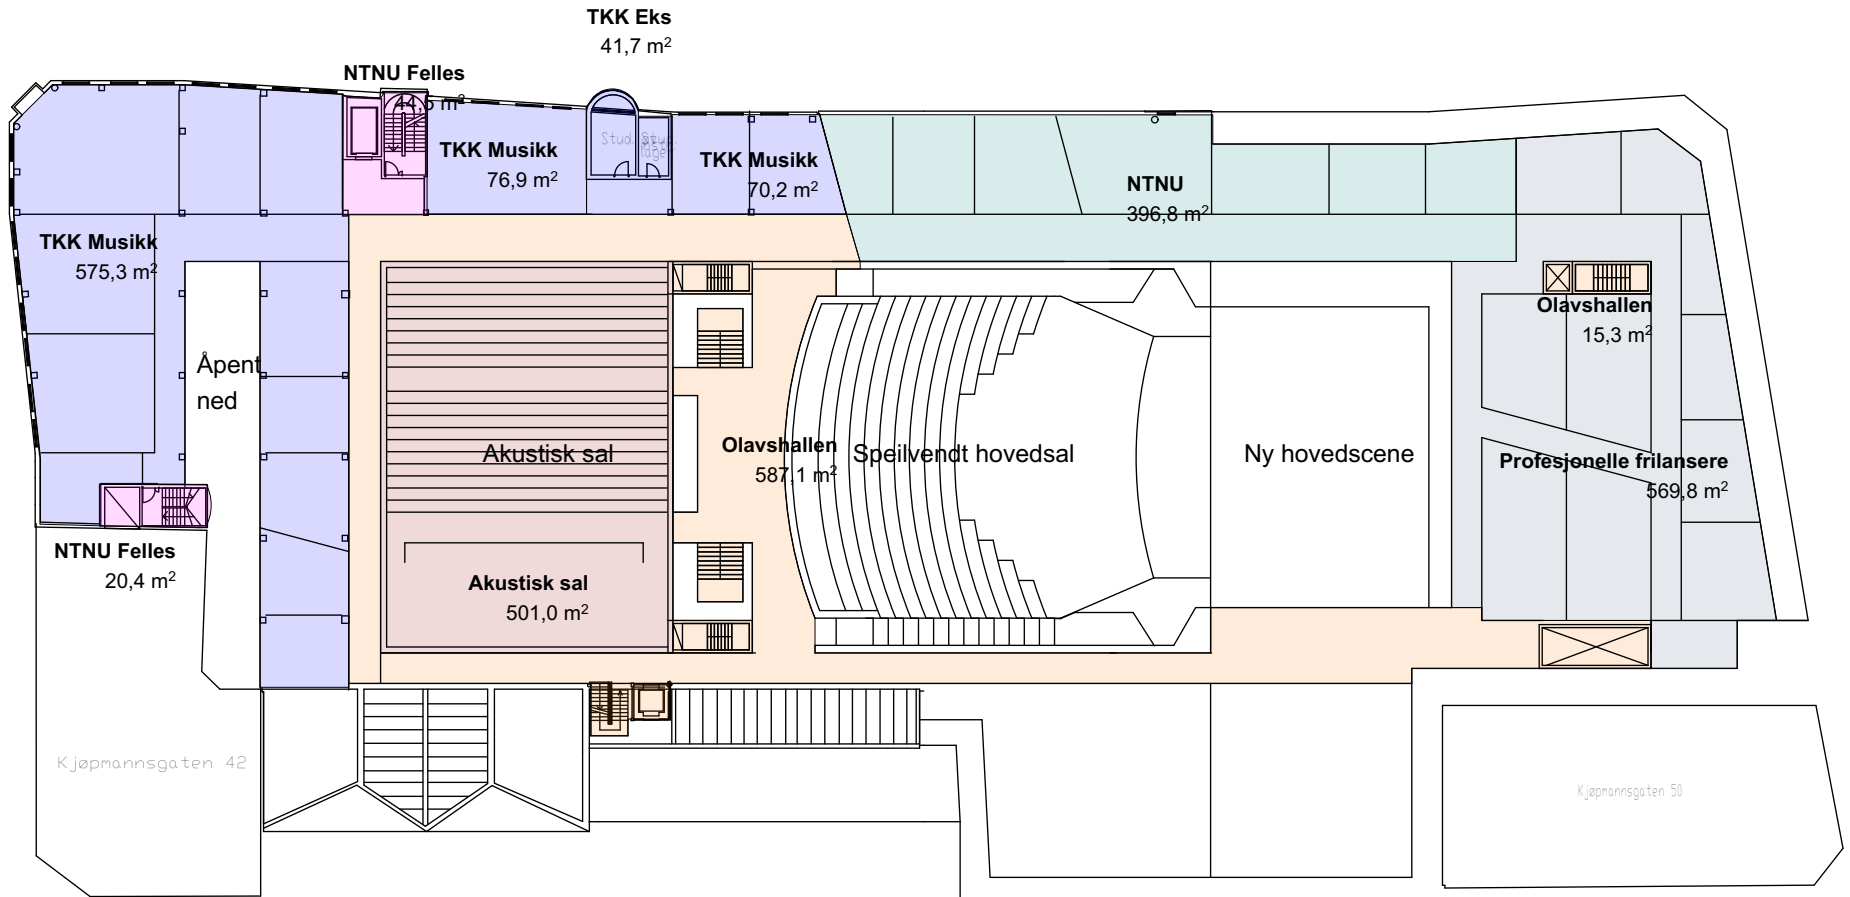 TKK Eks
41,7 m²
NTNU Felles
m²
TKK Musikk
76,9 m²
Stud.
TKK Musikk
70,2 m²
NTNU
396,8 m²
TKK Musikk
575,3 m²
Åpent
ned
Olavshallen
15,3 m²
Akustisk sal
Olavshallen
587,1 m²
Speilvendt hovedsal
Ny hovedscene
Profesjonelle frilansere
569,8 m²
NTNU Felles
20,4 m²
Akustisk sal
501,0 m²
Kjøpmannsgaten 42
Kjøpmannsgaten 50